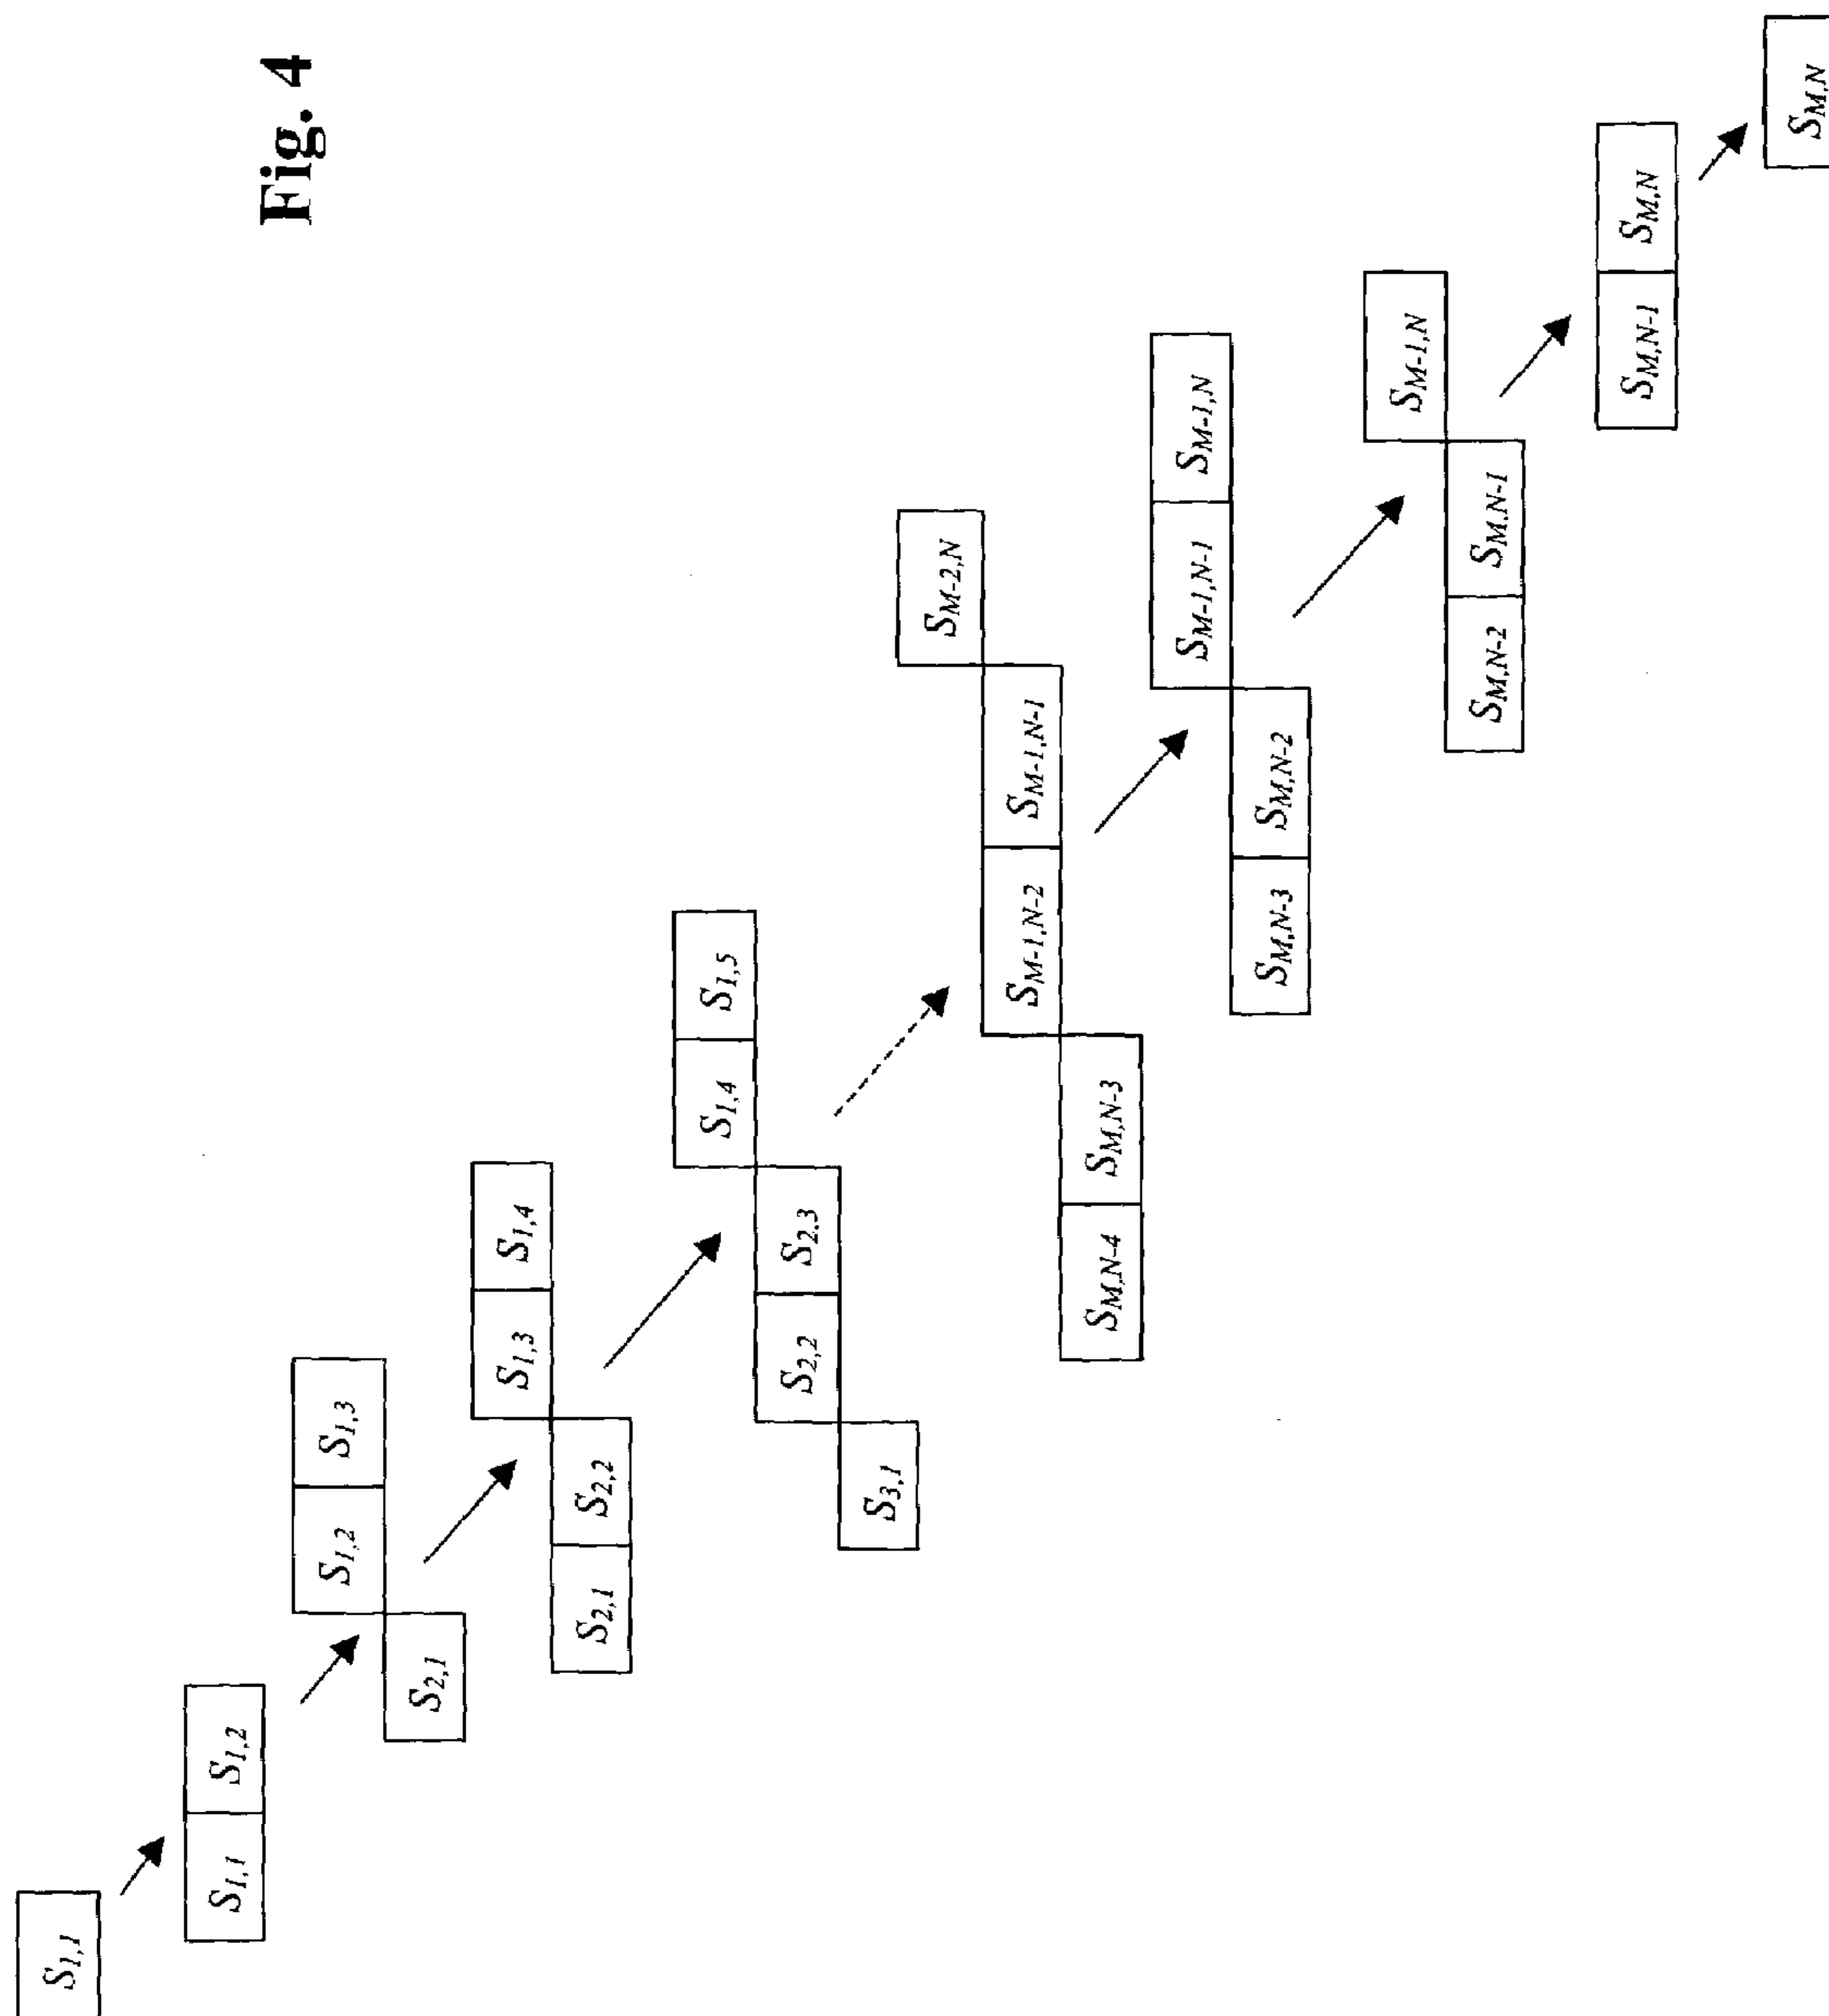 Fig. 4
S1,1
S1,1 S1,2
S1,2 S1,3
S2,1
S1,3 S1,4
S2,1 S2,2
S1,4 S1,5
S2,2 S2,3
S3,1
SM-2,N
SM-1,N-2 SM-1,N-1
SM,N-4 SM,N-3
SM-1,N-1 SM-1,N
SM,N-3 SM,N-2
SM-1,N
SM,N-2 SM,N-1
SM,N-1 SM,N
SM,N